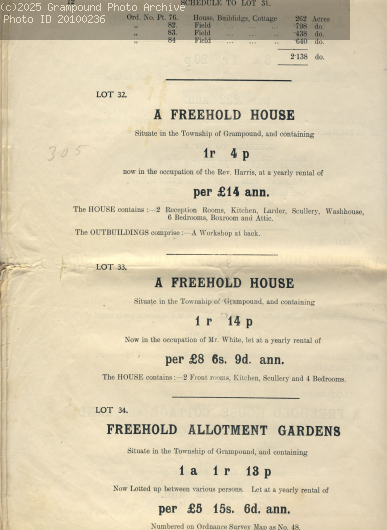 (c)2025 Grampound Photo Archive
Photo ID 20100236
SCHEDULE TO LOT 31.
Ord. No. Pt. 76. House, Buildings, Cottage ·262 Acres
„ 82. Field ... ... ... ·798 do.
„ 83. Field ... ... ... ·438 do.
„ 84 Field ... ... ... ·640 do.
2·138 do.
LOT 32.
A FREEHOLD HOUSE
Situate in the Township of Grampound, and containing
305
1r 4p
now in the occupation of the Rev. Harris, at a yearly rental of
per £14 ann.
The HOUSE contains :—2 Reception Rooms, Kitchen, Larder, Scullery, Washhouse,
6 Bedrooms, Boxroom and Attic.
The OUTBUILDINGS comprise :—A Workshop at back.
LOT 33.
A FREEHOLD HOUSE
Situate in the Township of Grampound, and containing
1 r 14 p
Now in the occupation of Mr. White, let at a yearly rental of
per £8 6s. 9d. ann.
The HOUSE contains :—2 Front rooms, Kitchen, Scullery and 4 Bedrooms.
LOT 34.
FREEHOLD ALLOTMENT GARDENS
Situate in the Township of Grampound, and containing
1 a 1 r 13 p
Now Lotted up between various persons. Let at a yearly rental of
per £5 15s. 6d. ann.
Numbered on Ordnance Survey Map as No. 48.